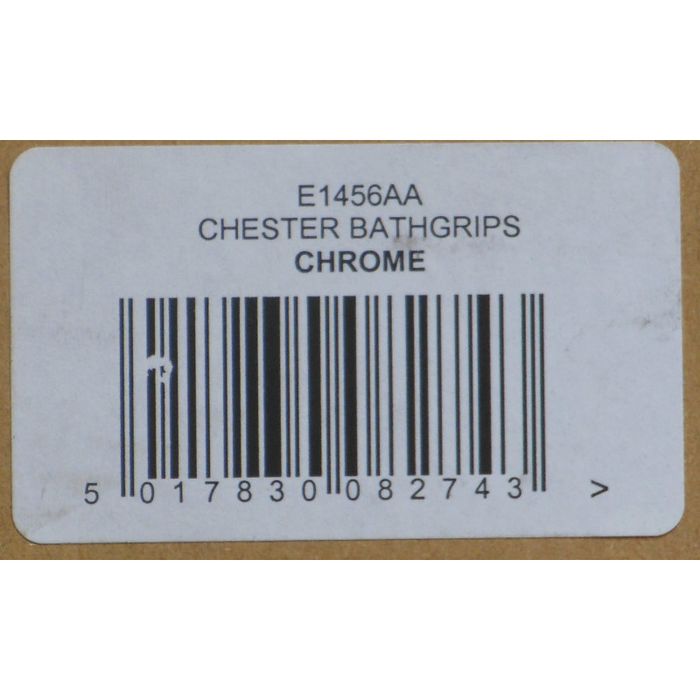 E1456AA
CHESTER BATHGRIPS
CHROME
5 017830 082743 >